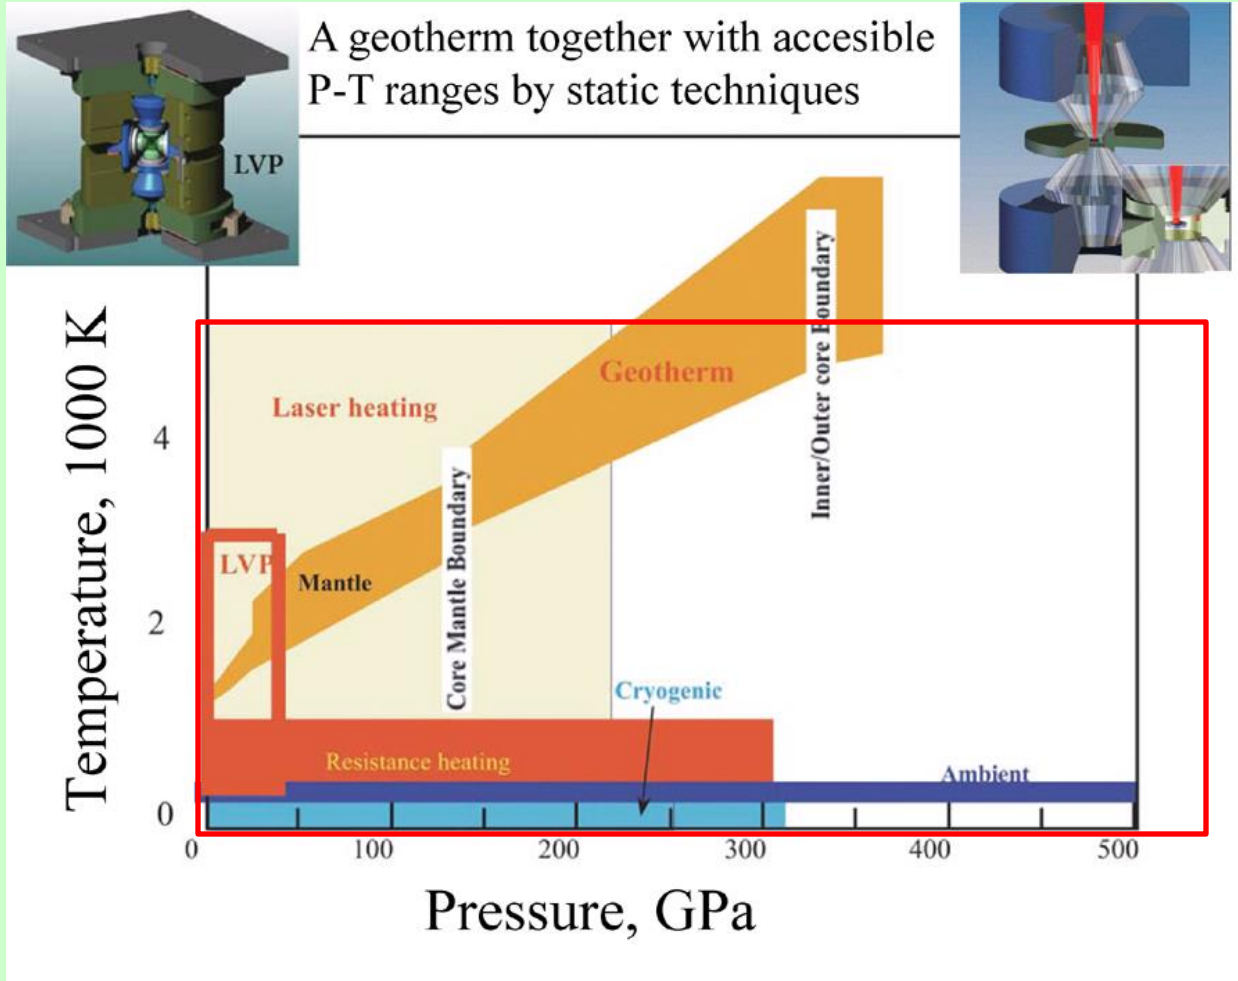 A geotherm together with accesible
P-T ranges by static techniques
LVP
Temperature, 1000 K
4
2
0
Laser heating
Geotherm
LVP
Mantle
Core Mantle Boundary
Inner/Outer core Boundary
Cryogenic
Resistance heating
Ambient
0
100
200
300
400
500
Pressure, GPa